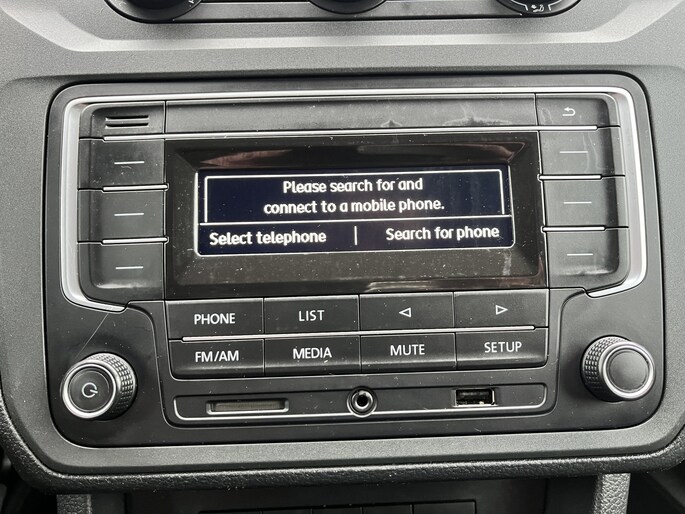 Please search for and
connect to a mobile phone.
Select telephone | Search for phone
PHONE LIST
FM/AM MEDIA MUTE SETUP